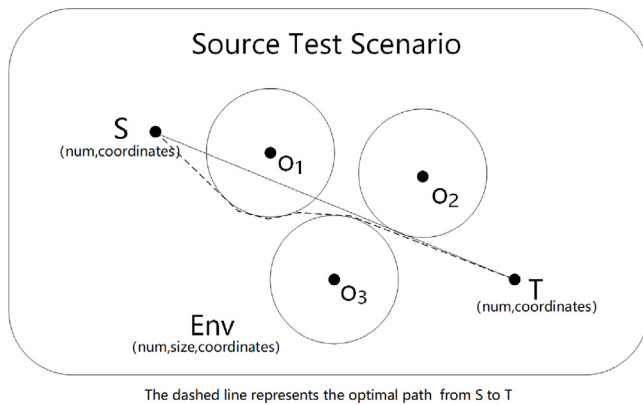 Source Test Scenario
S
(num,coordinates)
O1
O2
O3
T
(num,coordinates)
Env
(num,size,coordinates)
The dashed line represents the optimal path from S to T